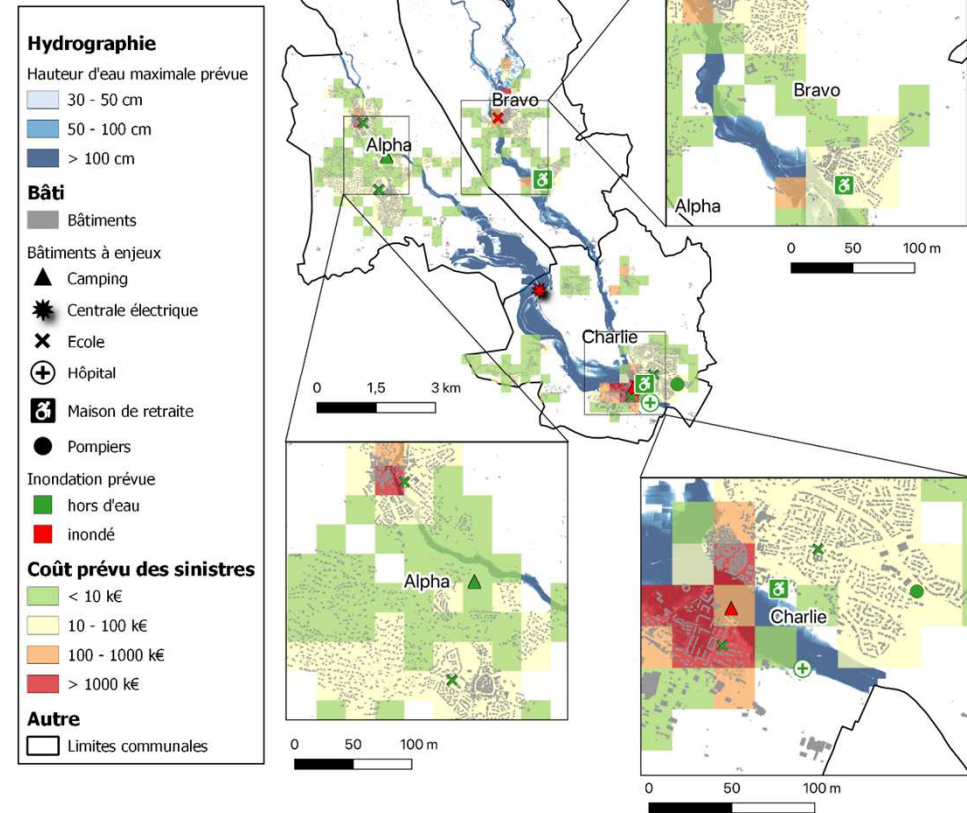 Hydrographie
Hauteur d'eau maximale prévue
30 - 50 cm
50 - 100 cm
> 100 cm
Bâti
Bâtiments
Bâtiments à enjeux
Camping
Centrale électrique
Ecole
Hôpital
Maison de retraite
Pompiers
Inondation prévue
hors d'eau
inondé
Coût prévu des sinistres
< 10 k€
10 - 100 k€
100 - 1000 k€
> 1000 k€
Autre
Limites communales
Bravo
Alpha
Charlie
0 1,5 3 km
Bravo
Alpha
0 50 100 m
Alpha
0 50 100 m
Charlie
0 50 100 m